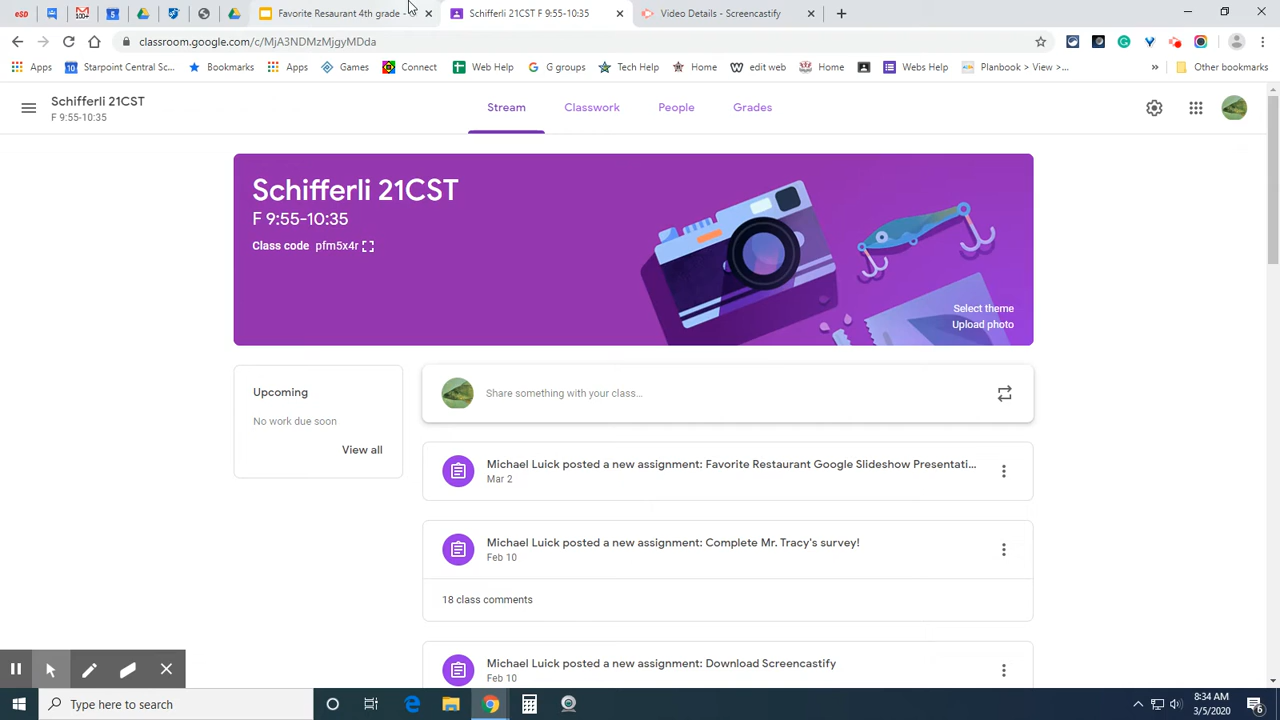 esD
100+
Favorite Resaurant 4th grade -
Schifferli 21CST F 9:55-10:35
Video Details - Screencastify
classroom.google.com/c/MjA3NDMzMjgyMDda
Apps
10
Starpoint Central Sc...
Bookmarks
Apps
Games
Connect
Web Help
G groups
Tech Help
Home
edit web
Home
Webs Help
Planbook > View >...
»
Other bookmarks
Schifferli 21CST
F 9:55-10:35
Stream
Classwork
People
Grades
Schifferli 21CST
F 9:55-10:35
Class code pfm5x4r
Select theme
Upload photo
Upcoming
No work due soon
View all
Share something with your class...
Michael Luick posted a new assignment: Favorite Restaurant Google Slideshow Presentati...
Mar 2
Michael Luick posted a new assignment: Complete Mr. Tracy's survey!
Feb 10
18 class comments
Michael Luick posted a new assignment: Download Screencastify
Feb 10
Type here to search
8:34 AM
3/5/2020
6